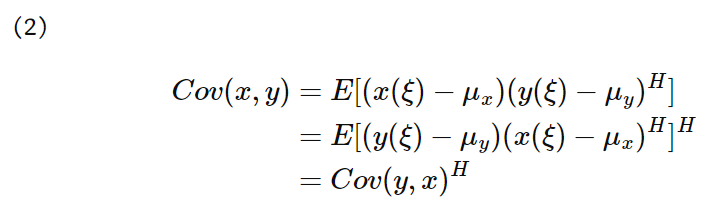 (2)
Cov(x, y) = E[(x(ξ) − μ_x)(y(ξ) − μ_y)^H]
= E[(y(ξ) − μ_y)(x(ξ) − μ_x)^H]^H
= Cov(y, x)^H